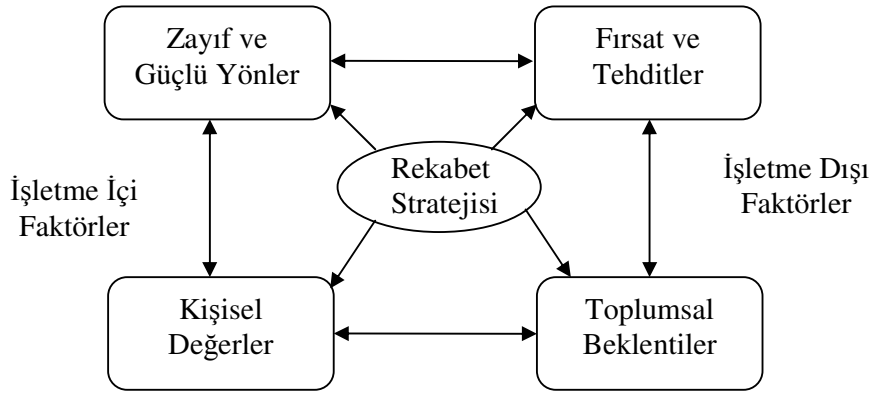 Zayıf ve
Güçlü Yönler
Fırsat ve
Tehditler
İşletme İçi
Faktörler
Rekabet
Stratejisi
İşletme Dışı
Faktörler
Kişisel
Değerler
Toplumsal
Beklentiler